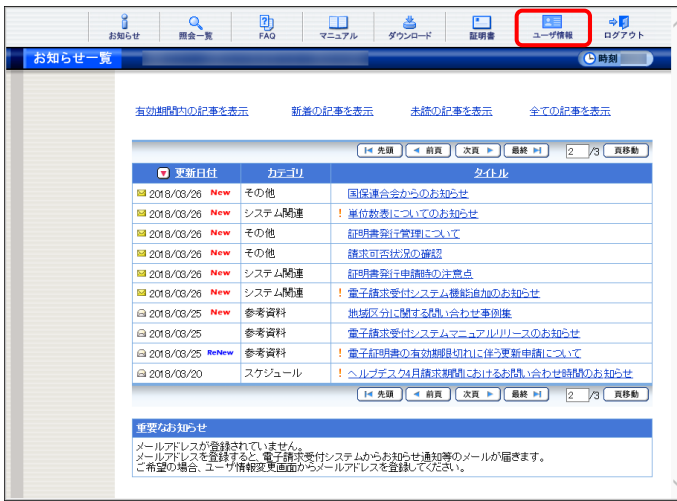 お知らせ 照会一覧 FAQ マニュアル ダウンロード 証明書 ユーザ情報 ログアウト
お知らせ一覧 時刻
有効期間内の記事を表示 新着の記事を表示 未読の記事を表示 全ての記事を表示
先頭 前頁 次頁 最終 2 /3 頁移動
更新日付 カテゴリ タイトル
2018/03/26 New その他 国保連合会からのお知らせ
2018/03/26 New システム関連 ! 単位数表についてのお知らせ
2018/03/26 New その他 証明書発行管理について
2018/03/26 New その他 請求可否状況の確認
2018/03/26 New システム関連 証明書発行申請時の注意点
2018/03/26 New システム関連 ! 電子請求受付システム機能追加のお知らせ
2018/03/25 New 参考資料 地域区分に関する問い合わせ事例集
2018/03/25 参考資料 電子請求受付システムマニュアルリリースのお知らせ
2018/03/25 ReNew 参考資料 ! 電子証明書の有効期限切れに伴う更新申請について
2018/03/20 スケジュール ! ヘルプデスク4月請求期間におけるお問い合わせ時間のお知らせ
先頭 前頁 次頁 最終 2 /3 頁移動
重要なお知らせ
メールアドレスが登録されていません。
メールアドレスを登録すると、電子請求受付システムからお知らせ通知等のメールが届きます。
ご希望の場合、ユーザ情報変更画面からメールアドレスを登録してください。